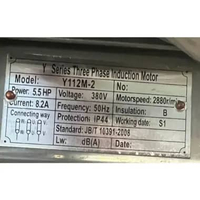 Y Series Three Phase Induction Motor
Model: Y112M-2 No:
Power: 5.5 HP Voltage: 380V Motorspeed: 2880r/min
Current: 8.2A Frequency: 50Hz Insulation: B
Connecting way Protection: IP44 Working date: S1
Standard: JB/T 10391-2008
Lw: dB(A) Date: